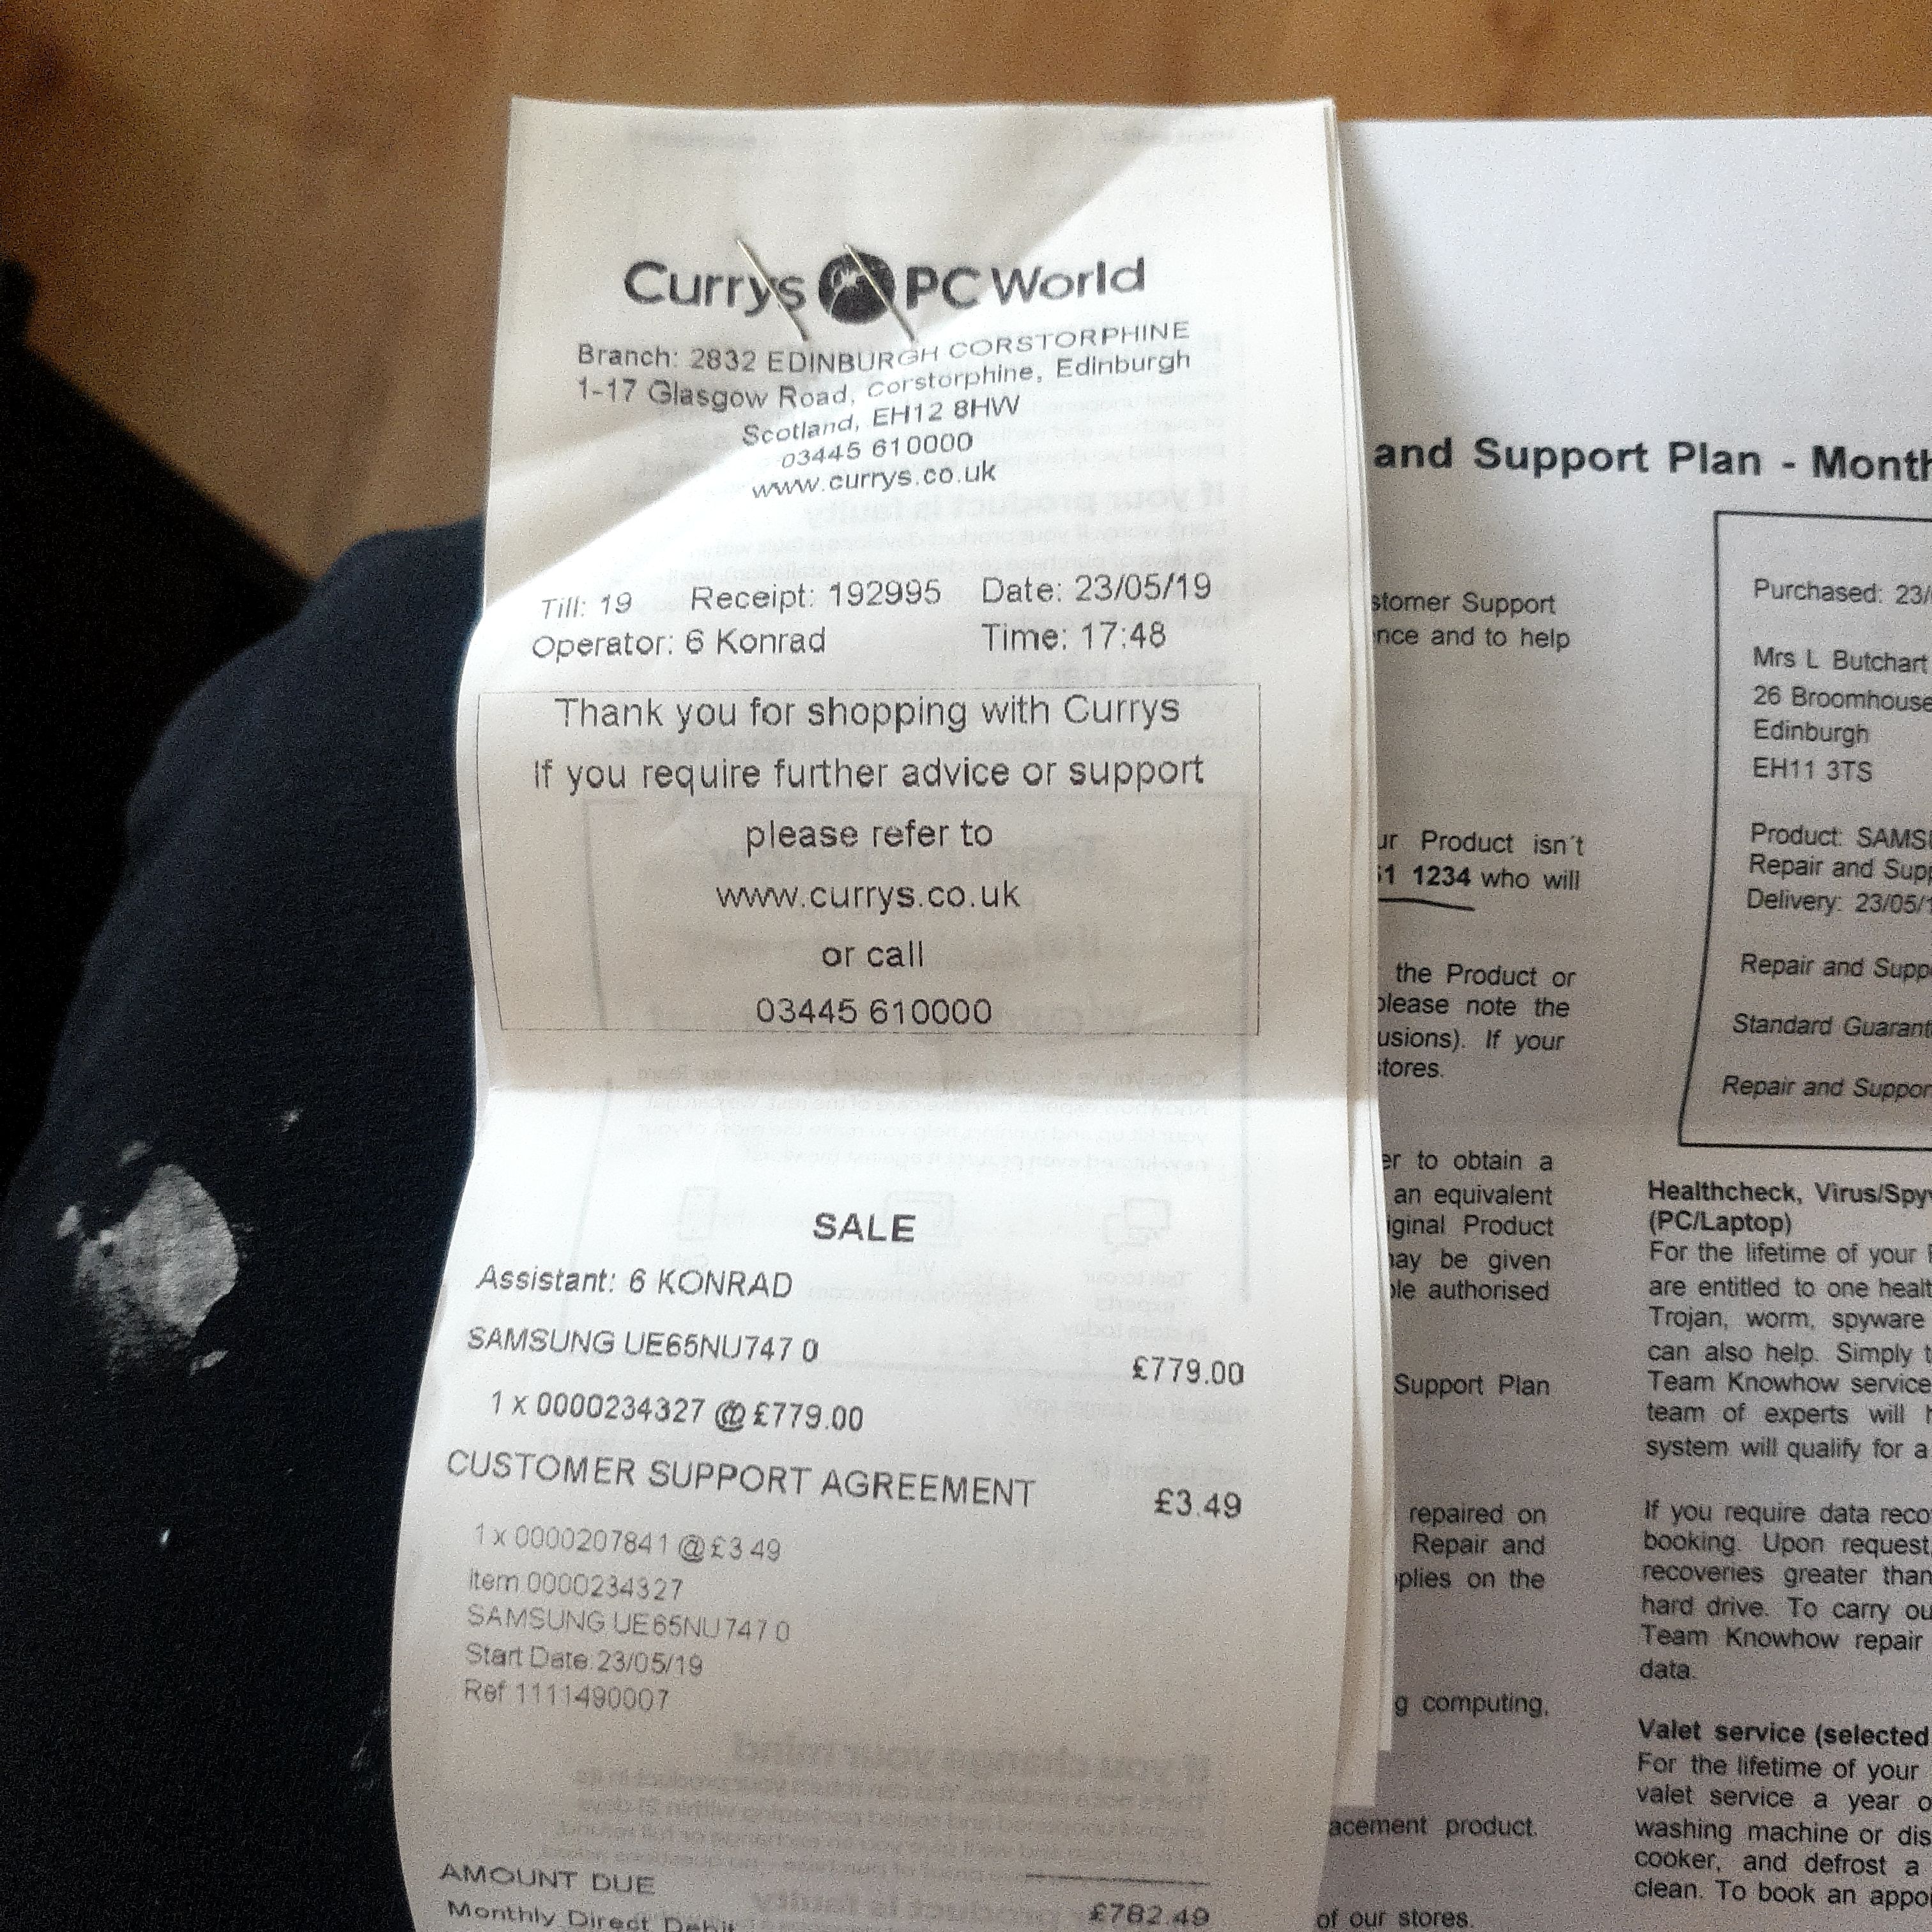 Currys PC World
Branch: 2832 EDINBURGH CORSTORPHINE
1-17 Glasgow Road, Corstorphine, Edinburgh
Scotland, EH12 8HW
03445 610000
www.currys.co.uk
Till: 19 Receipt: 192995 Date: 23/05/19
Operator: 6 Konrad Time: 17:48
Thank you for shopping with Currys
If you require further advice or support
please refer to
www.currys.co.uk
or call
03445 610000
SALE
Assistant: 6 KONRAD
SAMSUNG UE65NU747 0
£779.00
1 x 0000234327 @ £779.00
CUSTOMER SUPPORT AGREEMENT
£3.49
1 x 0000207841 @ £3.49
Item 0000234327
SAMSUNG UE65NU747 0
Start Date 23/05/19
Ref 1111490007
AMOUNT DUE
£782.49
Monthly Direct Debit
and Support Plan - Month
stomer Support
nce and to help
ur Product isn't
51 1234 who will
the Product or
please note the
usions). If your
stores.
er to obtain a
an equivalent
iginal Product
may be given
ble authorised
Support Plan
repaired on
Repair and
pplies on the
g computing,
acement product.
of our stores.
Purchased: 23/
Mrs L Butchart
26 Broomhouse
Edinburgh
EH11 3TS
Product: SAMSU
Repair and Supp
Delivery: 23/05/1
Repair and Supp
Standard Guarant
Repair and Suppor
Healthcheck, Virus/Spyw
(PC/Laptop)
For the lifetime of your
are entitled to one healt
Trojan, worm, spyware
can also help. Simply t
Team Knowhow service
team of experts will h
system will qualify for a
If you require data reco
booking. Upon request,
recoveries greater than
hard drive. To carry ou
Team Knowhow repair
data.
Valet service (selected
For the lifetime of your
valet service a year o
washing machine or dis
cooker, and defrost a
clean. To book an appo